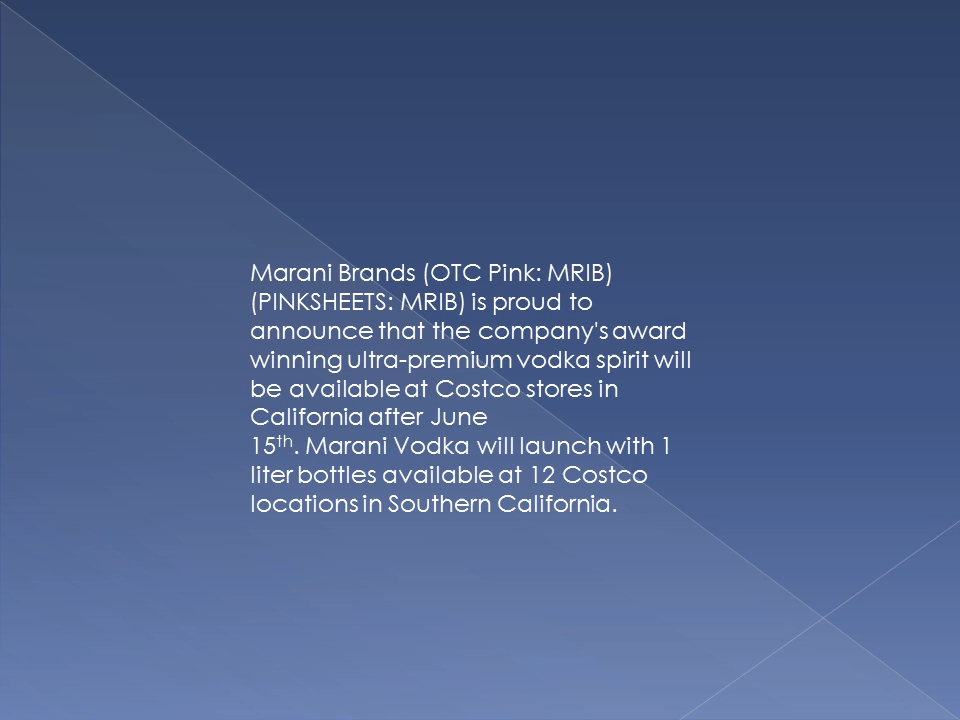 Marani Brands (OTC Pink: MRIB)
(PINKSHEETS: MRIB) is proud to
announce that the company's award
winning ultra-premium vodka spirit will
be available at Costco stores in
California after June
15th. Marani Vodka will launch with 1
liter bottles available at 12 Costco
locations in Southern California.